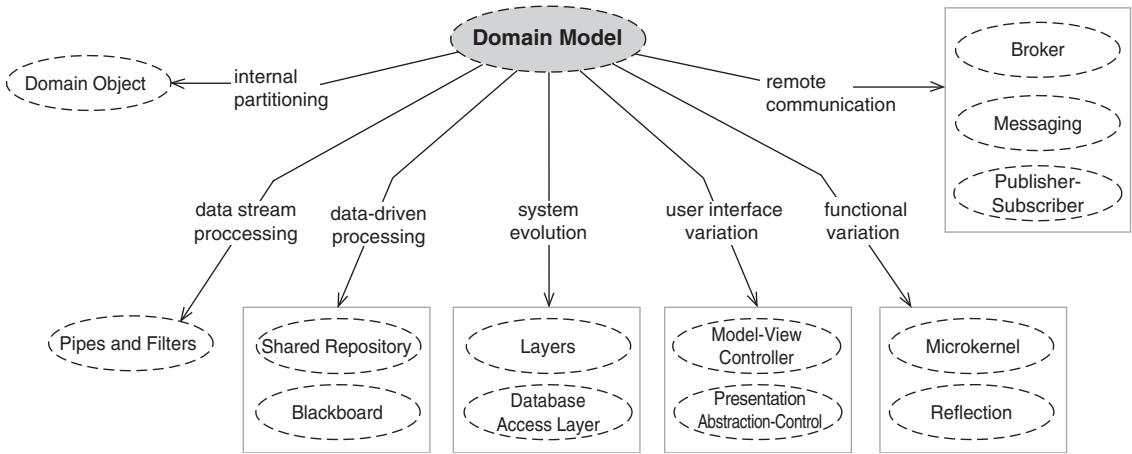 Domain Model
Domain Object
internal
partitioning
remote
communication
Broker
Messaging
Publisher-
Subscriber
data stream
proccessing
data-driven
processing
system
evolution
user interface
variation
functional
variation
Pipes and Filters
Shared Repository
Blackboard
Layers
Database
Access Layer
Model-View
Controller
Presentation
Abstraction-Control
Microkernel
Reflection